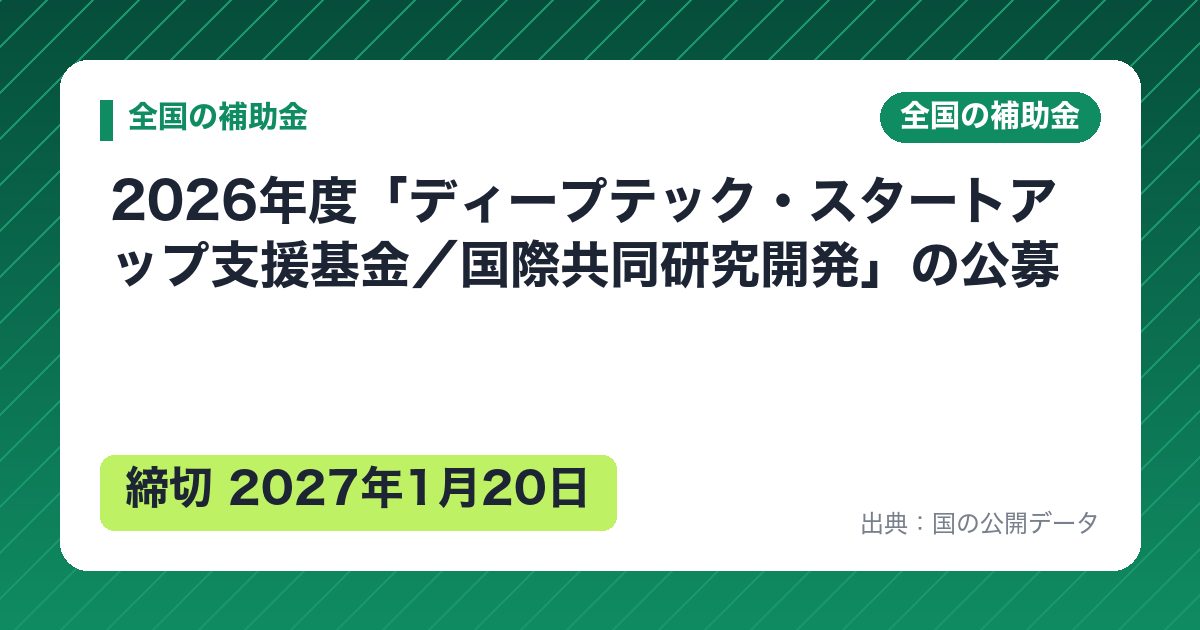 全国の補助金
全国の補助金
2026年度「ディープテック・スタートア
ップ支援基金／国際共同研究開発」の公募
締切 2027年1月20日
出典：国の公開データ